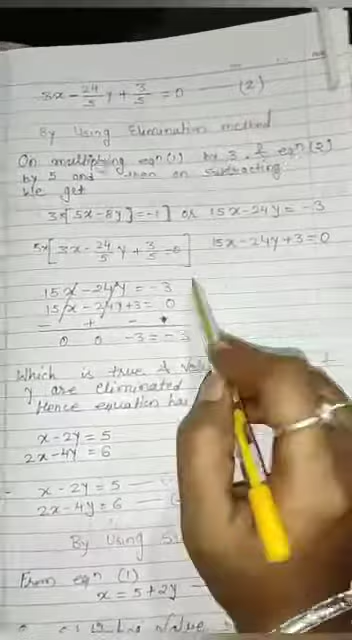 3x - 24/5 y + 3/5 = 0 —— (2)
By Using Elimination method
On multiplying eqn (1) by 3 & eqn (2)
by 5 and then on subtracting
we get
3×[5x-8y]=-1] or 15x-24y = -3
5×[3x - 24/5 y + 3/5 = 0] 15x-24y+3=0
15x-24y = -3
15x-24y+3= 0
- + -
0 0 -3 = -3
Which is true & value
y are eliminated
Hence equation has
x-2y = 5
2x-4y = 6
x-2y = 5
2x-4y = 6
By Using
From eqn (1)
x = 5+2y